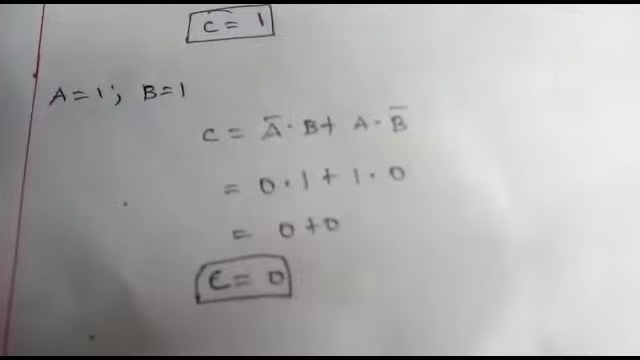 C = 1
A=1; B=1
C = A̅·B+ A·B̅
= 0·1+1·0
= 0+0
C= 0